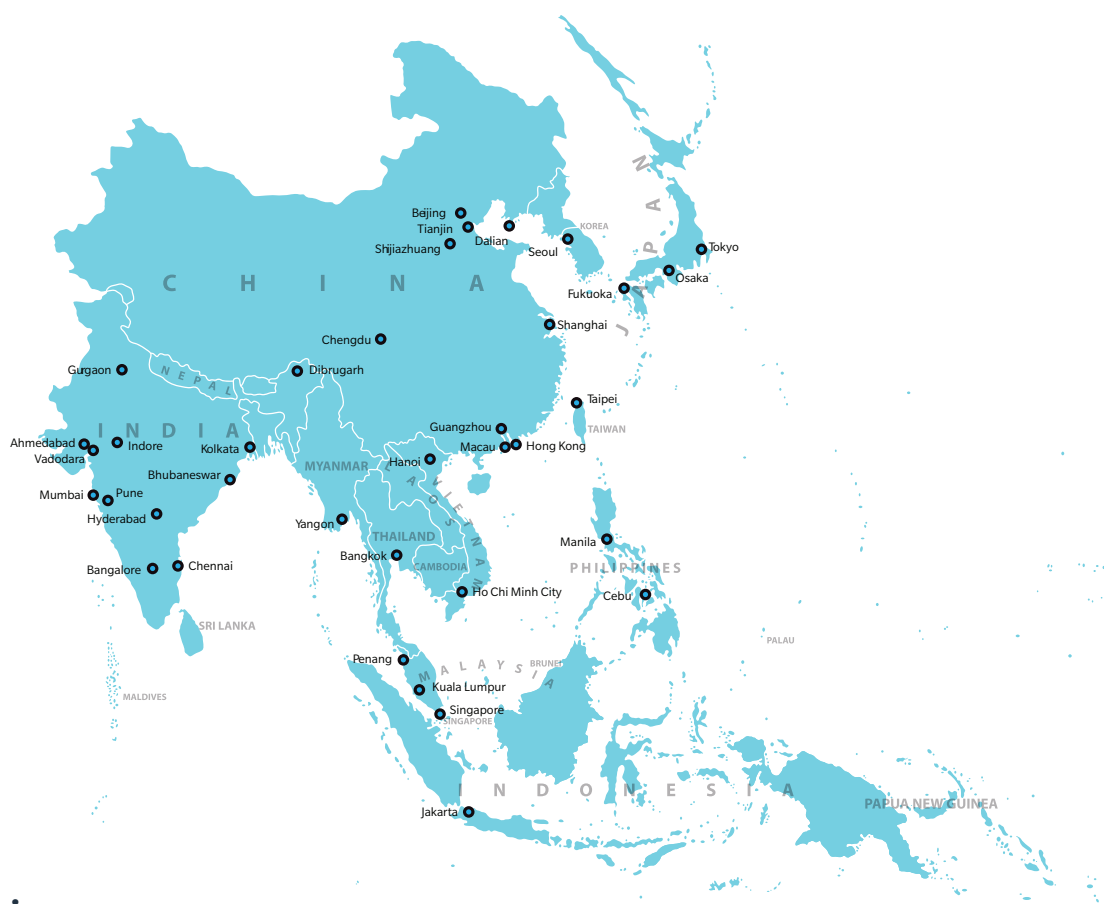 JAPAN
Beijing
Tianjin
Dalian
KOREA
Shijiazhuang
Seoul
Tokyo
Osaka
CHINA
Fukuoka
Shanghai
Chengdu
Gurgaon
NEPAL
Dibrugarh
Taipei
INDIA
Guangzhou
TAIWAN
Ahmedabad
Indore
Kolkata
Macau
Hong Kong
Vadodara
MYANMAR
Hanoi
LAOS
VIETNAM
Bhubaneswar
Mumbai
Pune
Hyderabad
Yangon
THAILAND
Manila
Bangkok
CAMBODIA
PHILIPPINES
Bangalore
Chennai
Ho Chi Minh City
Cebu
SRI LANKA
PALAU
Penang
MALAYSIA
BRUNEI
Kuala Lumpur
MALDIVES
Singapore
SINGAPORE
INDONESIA
PAPUA NEW GUINEA
Jakarta